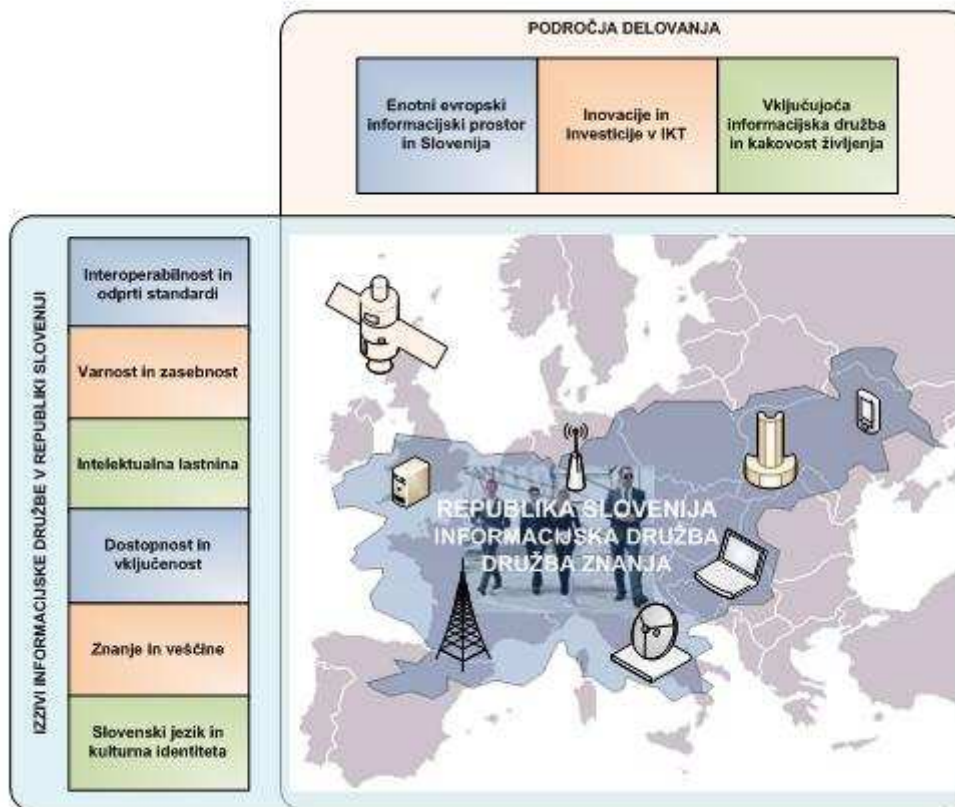 PODROČJA DELOVANJA
Enotni evropski
informacijski prostor
in Slovenija
Inovacije in
investicije v IKT
Vključujoča
informacijska družba
in kakovost življenja
IZZIVI INFORMACIJSKE DRUŽBE V REPUBLIKI SLOVENIJI
Interoperabilnost in
odprti standardi
Varnost in zasebnost
Intelektualna lastnina
Dostopnost in
vključenost
Znanje in veščine
Slovenski jezik in
kulturna identiteta
REPUBLIKA SLOVENIJA
INFORMACIJSKA DRUŽBA
DRUŽBA ZNANJA